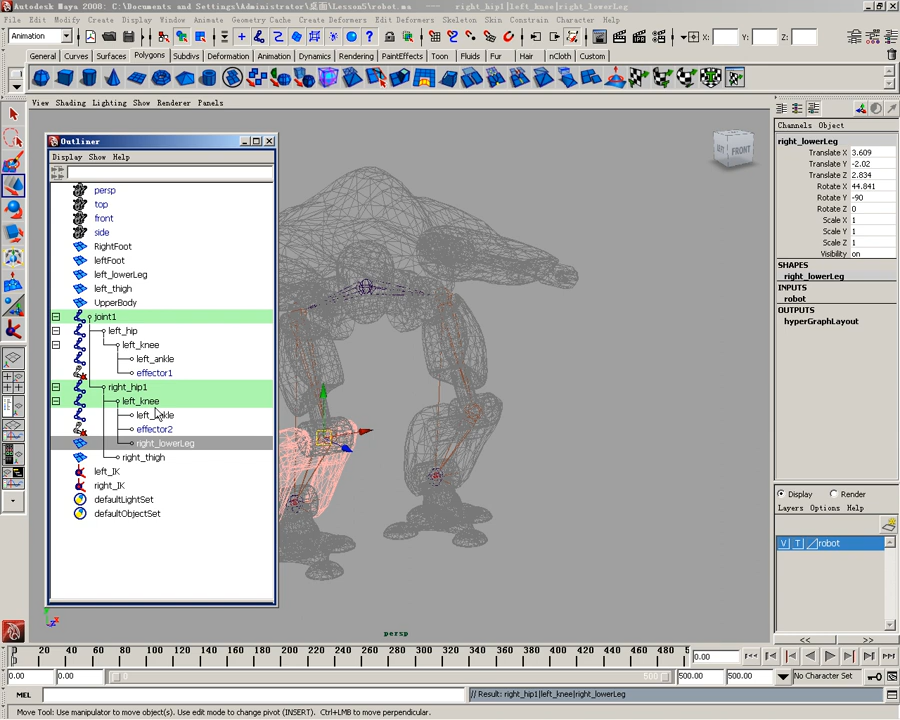 Autodesk Maya 2008: C:\Documents and Settings\Administrator\桌面\Lesson5\robot.ma --- right_hip1|left_knee|right_lowerLeg
File Edit Modify Create Display Window Animate Geometry Cache Create Deformers Edit Deformers Skeleton Skin Constrain Character Help
Animation
X: Y: Z:
General Curves Surfaces Polygons Subdivs Deformation Animation Dynamics Rendering PaintEffects Toon Fluids Fur Hair nCloth Custom
View Shading Lighting Show Renderer Panels
Channels Object
Outliner
Display Show Help
persp
top
front
side
RightFoot
leftFoot
left_lowerLeg
left_thigh
UpperBody
joint1
left_hip
left_knee
left_ankle
effector1
right_hip1
left_knee
left_ankle
effector2
right_lowerLeg
right_thigh
left_IK
right_IK
defaultLightSet
defaultObjectSet
FRONT
persp
right_lowerLeg
Translate X 3.609
Translate Y -2.02
Translate Z 2.834
Rotate X 44.841
Rotate Y -90
Rotate Z 0
Scale X 1
Scale Y 1
Scale Z 1
Visibility on
SHAPES
right_lowerLeg
INPUTS
robot
OUTPUTS
hyperGraphLayout
Display Render
Layers Options Help
V T robot
<< >>
0 20 40 60 80 100 120 140 160 180 200 220 240 260 280 300 320 340 360 380 400 420 440 460 480
0.00
0.00 0.00 500 500.00 500.00 No Character Set
MEL // Result: right_hip1|left_knee|right_lowerLeg
Move Tool: Use manipulator to move object(s). Use edit mode to change pivot (INSERT). Ctrl+LMB to move perpendicular.